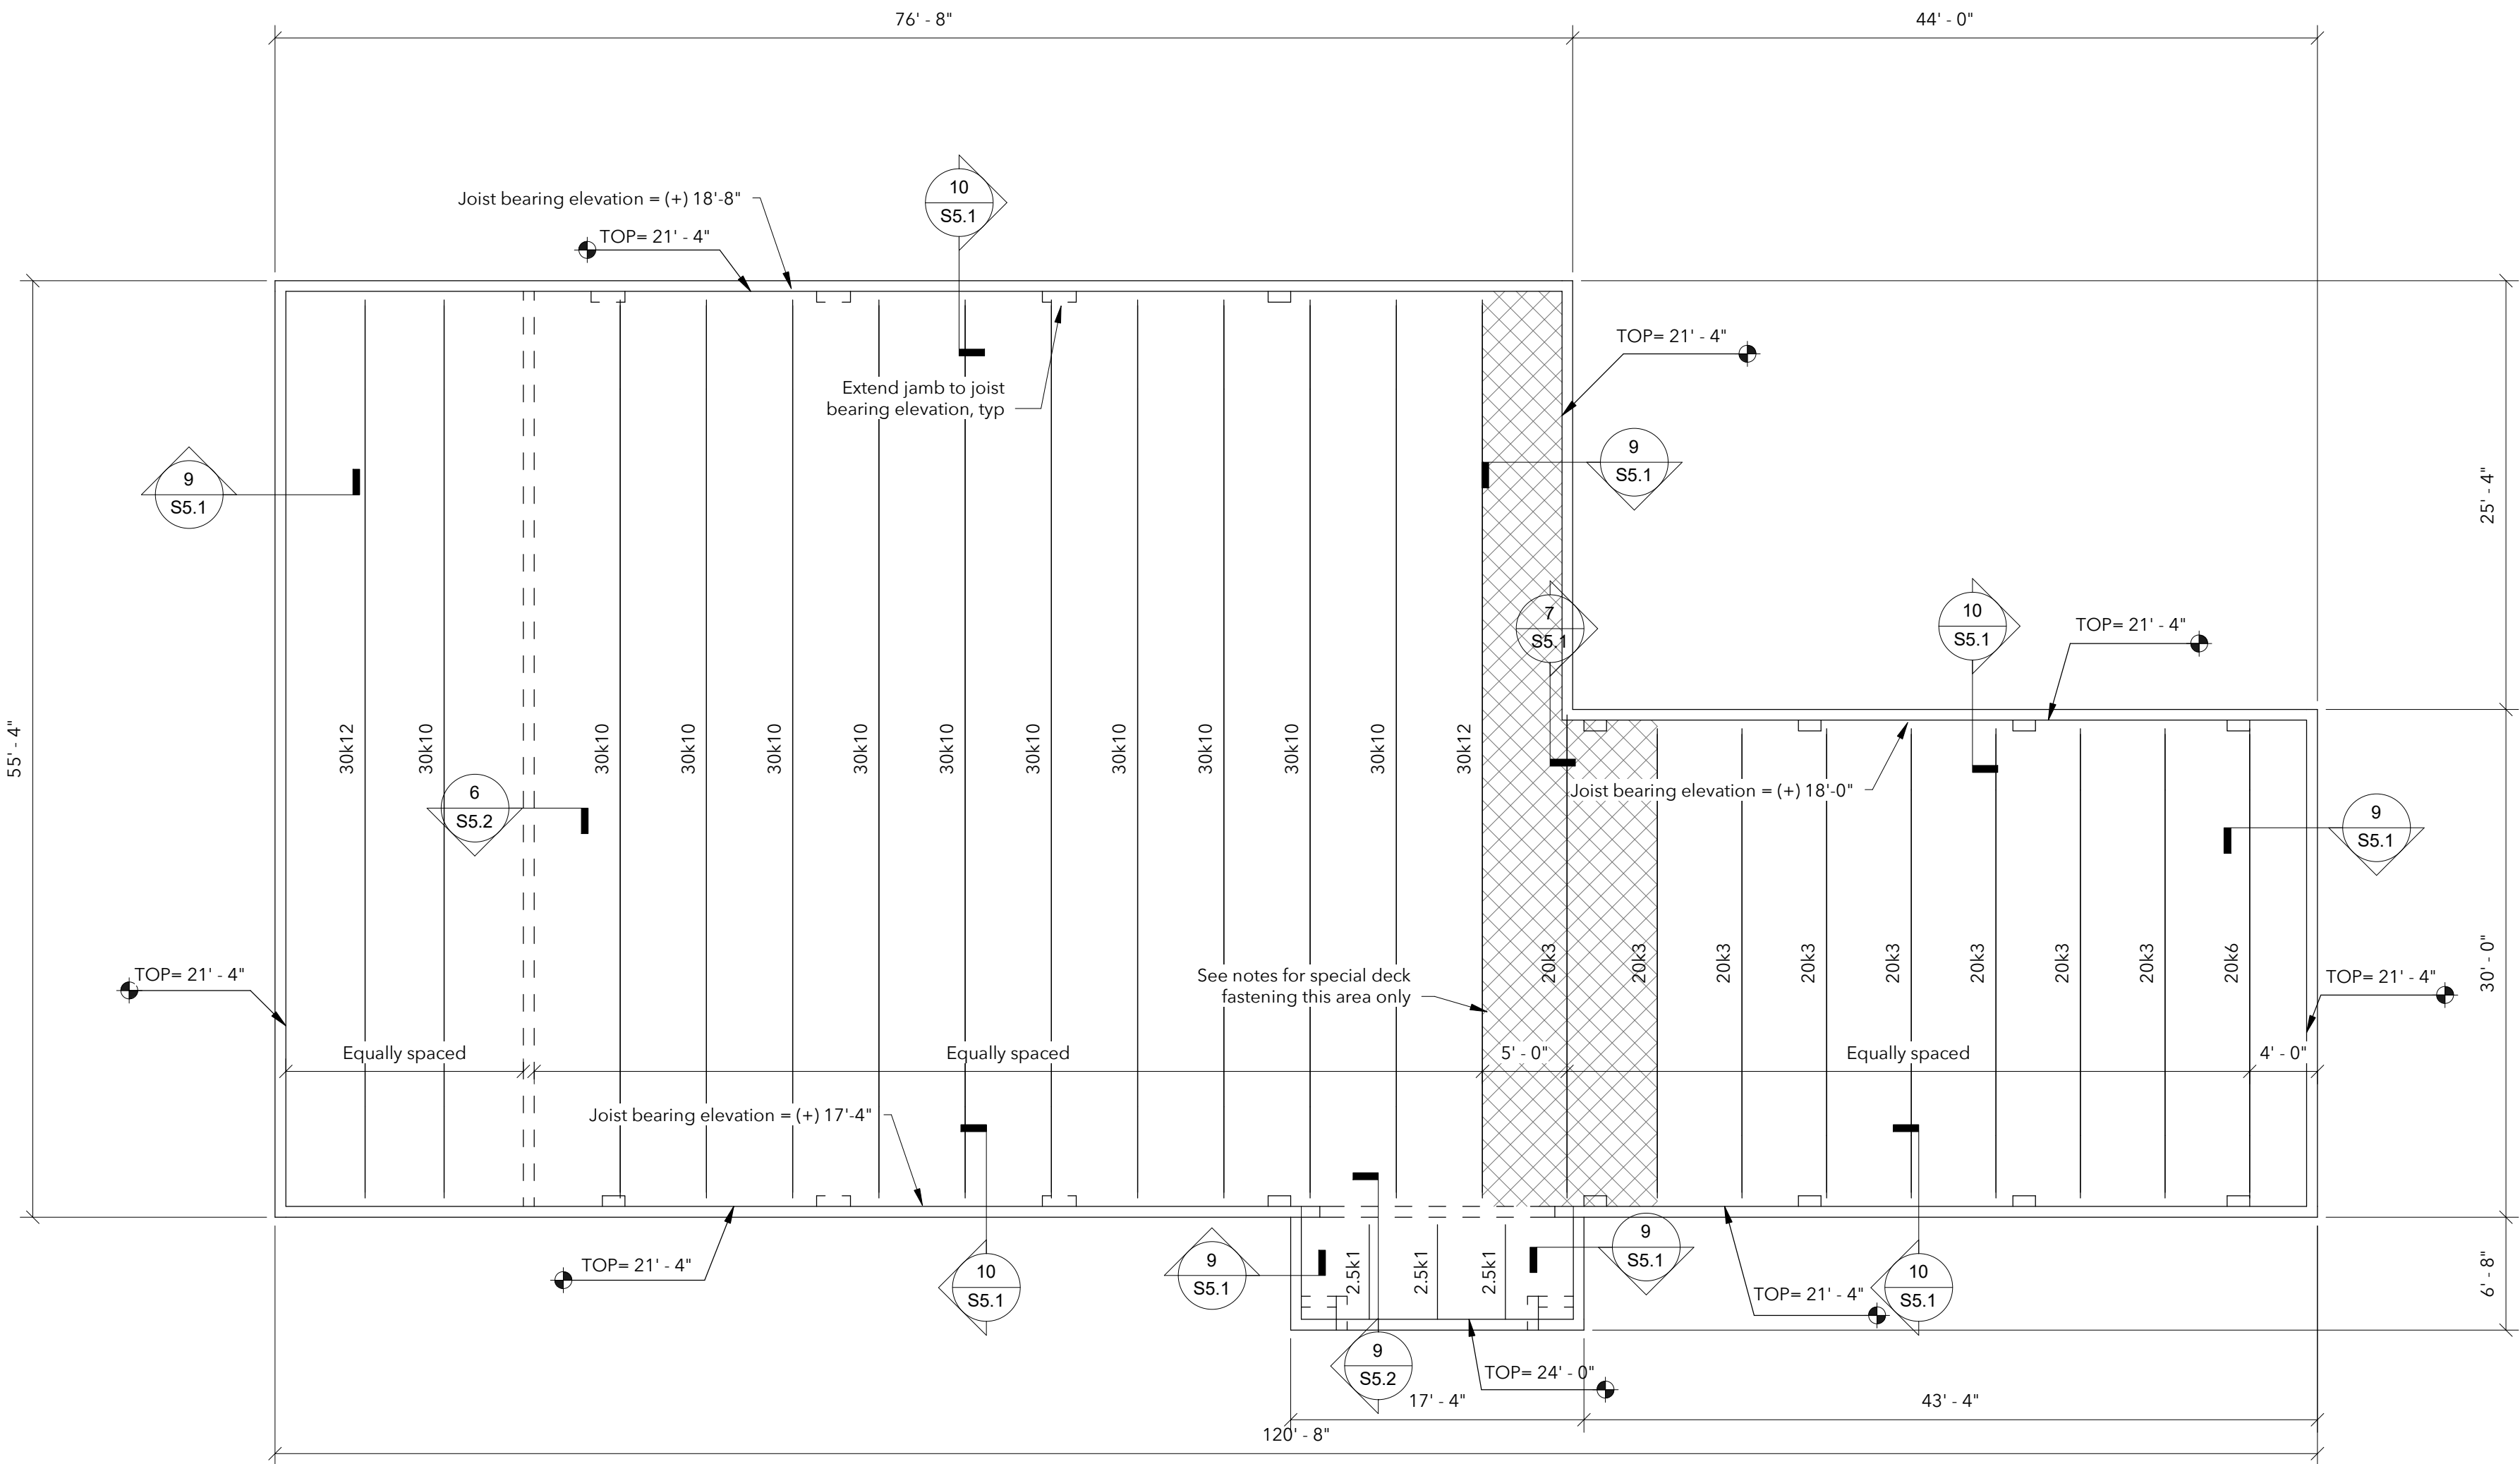 76' - 8"
44' - 0"
10
S5.1
Joist bearing elevation = (+) 18'-8"
TOP= 21' - 4"
TOP= 21' - 4"
Extend jamb to joist
bearing elevation, typ
9
S5.1
9
S5.1
25' - 4"
7
S5.1
10
S5.1
TOP= 21' - 4"
55' - 4"
30k12
30k10
30k10
30k10
30k10
30k10
30k10
30k10
30k10
30k10
30k10
30k10
30k12
6
S5.2
Joist bearing elevation = (+) 18'-0"
9
S5.1
20k3
20k3
20k3
20k3
20k3
20k3
20k3
20k3
20k6
30' - 0"
TOP= 21' - 4"
See notes for special deck
fastening this area only
TOP= 21' - 4"
Equally spaced
Equally spaced
5' - 0"
Equally spaced
4' - 0"
Joist bearing elevation = (+) 17'-4"
TOP= 21' - 4"
10
S5.1
9
S5.1
2.5k1
2.5k1
2.5k1
9
S5.1
TOP= 21' - 4"
10
S5.1
6' - 8"
9
S5.2
TOP= 24' - 0"
17' - 4"
43' - 4"
120' - 8"